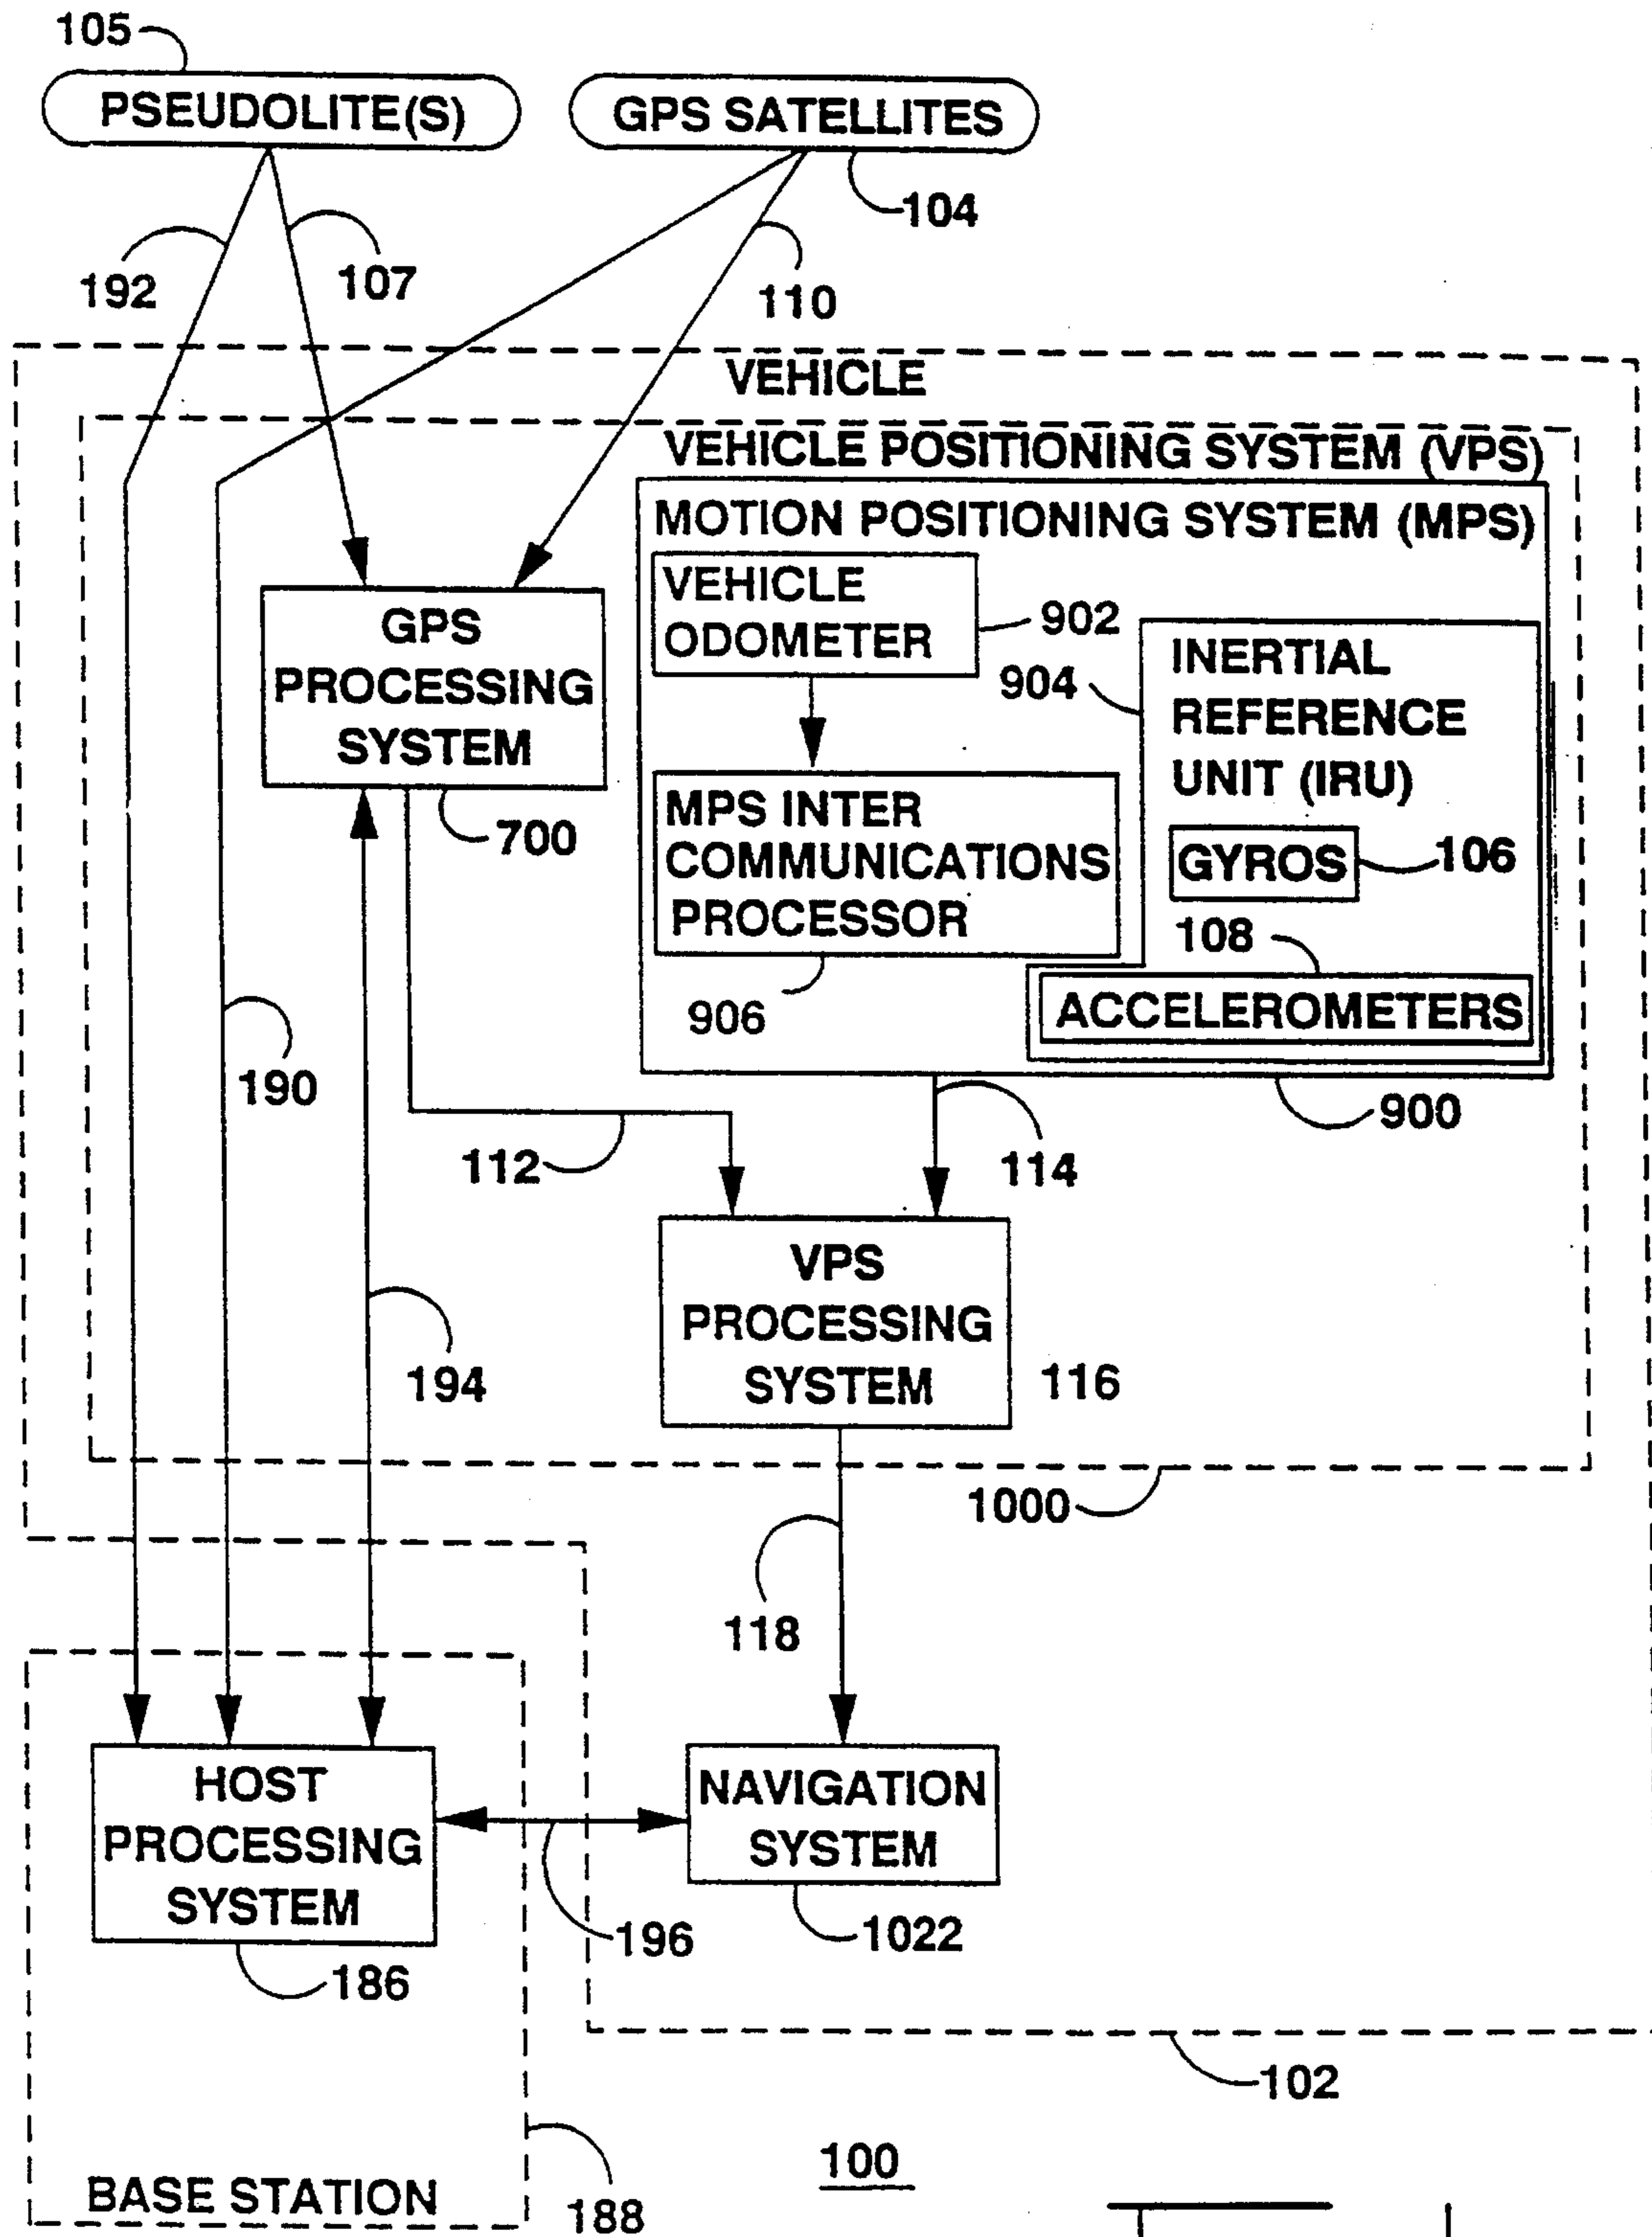 105
PSEUDOLITE(S)
GPS SATELLITES
104
192
107
110
VEHICLE
VEHICLE POSITIONING SYSTEM (VPS)
MOTION POSITIONING SYSTEM (MPS)
VEHICLE
ODOMETER
902
904
GPS
PROCESSING
SYSTEM
700
INERTIAL
REFERENCE
UNIT (IRU)
MPS INTER
COMMUNICATIONS
PROCESSOR
906
GYROS
106
108
ACCELEROMETERS
190
900
112
114
VPS
PROCESSING
SYSTEM
116
194
1000
118
HOST
PROCESSING
SYSTEM
186
NAVIGATION
SYSTEM
196
1022
102
100
BASE STATION
188